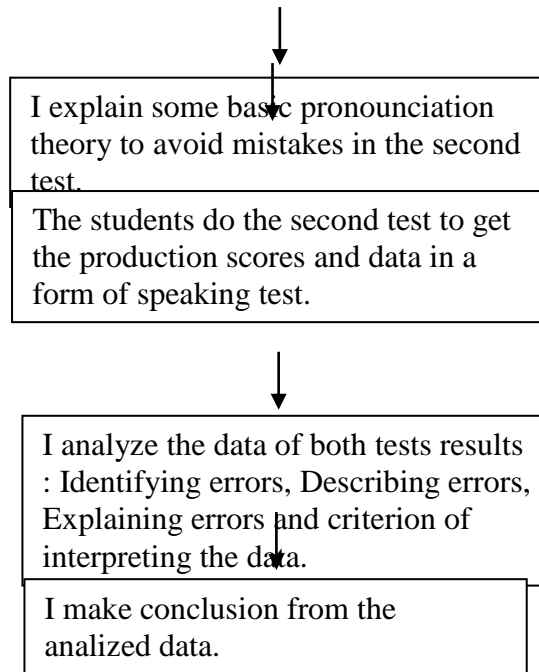 I explain some basic pronounciation
theory to avoid mistakes in the second
test.
The students do the second test to get
the production scores and data in a
form of speaking test.
I analyze the data of both tests results
: Identifying errors, Describing errors,
Explaining errors and criterion of
interpreting the data.
I make conclusion from the
analized data.